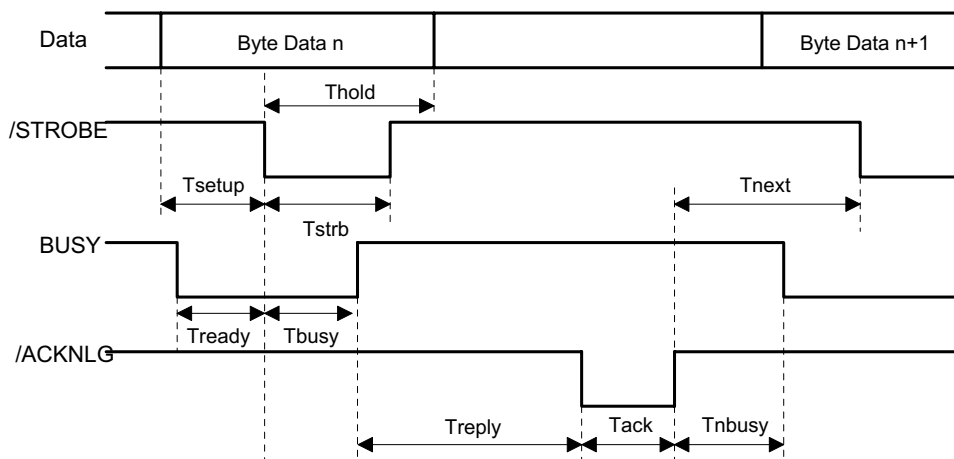 Data
Byte Data n
Byte Data n+1
Thold
/STROBE
Tsetup
Tnext
Tstrb
BUSY
Tready
Tbusy
/ACKNLG
Treply
Tack
Tnbusy